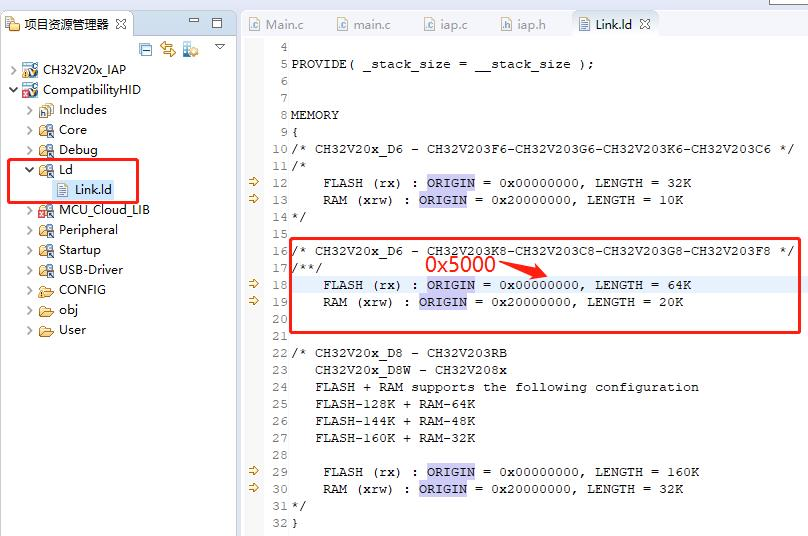 项目资源管理器
CH32V20x_IAP
CompatibilityHID
Includes
Core
Debug
Ld
Link.ld
MCU_Cloud_LIB
Peripheral
Startup
USB-Driver
CONFIG
obj
User
Main.c
main.c
iap.c
iap.h
Link.ld
4
5 PROVIDE( _stack_size = __stack_size );
6
7
8 MEMORY
9 {
10 /* CH32V20x_D6 - CH32V203F6-CH32V203G6-CH32V203K6-CH32V203C6 */
11 /*
12 FLASH (rx) : ORIGIN = 0x00000000, LENGTH = 32K
13 RAM (xrw) : ORIGIN = 0x20000000, LENGTH = 10K
14 */
15
16 /* CH32V20x_D6 - CH32V203K8-CH32V203C8-CH32V203G8-CH32V203F8 */
0x5000
17 /**/
18 FLASH (rx) : ORIGIN = 0x00000000, LENGTH = 64K
19 RAM (xrw) : ORIGIN = 0x20000000, LENGTH = 20K
20
21
22 /* CH32V20x_D8 - CH32V203RB
23 CH32V20x_D8W - CH32V208x
24 FLASH + RAM supports the following configuration
25 FLASH-128K + RAM-64K
26 FLASH-144K + RAM-48K
27 FLASH-160K + RAM-32K
28
29 FLASH (rx) : ORIGIN = 0x00000000, LENGTH = 160K
30 RAM (xrw) : ORIGIN = 0x20000000, LENGTH = 32K
31 */
32 }